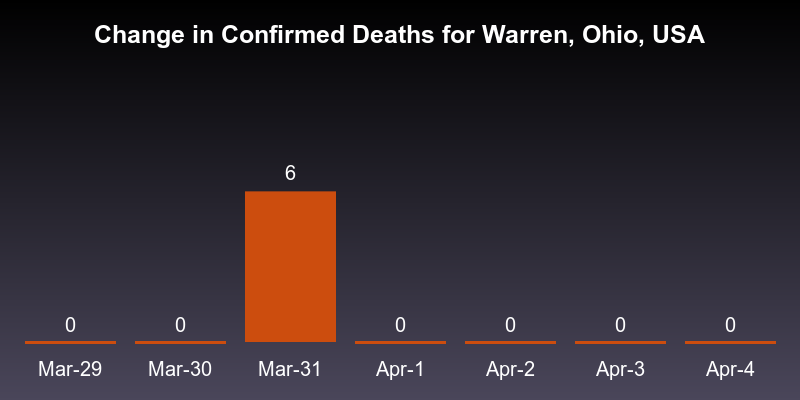 Change in Confirmed Deaths for Warren, Ohio, USA
6
0 0 0 0 0 0
Mar-29 Mar-30 Mar-31 Apr-1 Apr-2 Apr-3 Apr-4